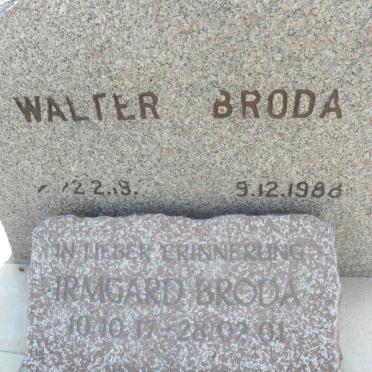 WALTER BRODA
9.12.1988
IN LIEBER ERINNERUNG
IRMGARD BRODA
10.10.17 - 28.02.01